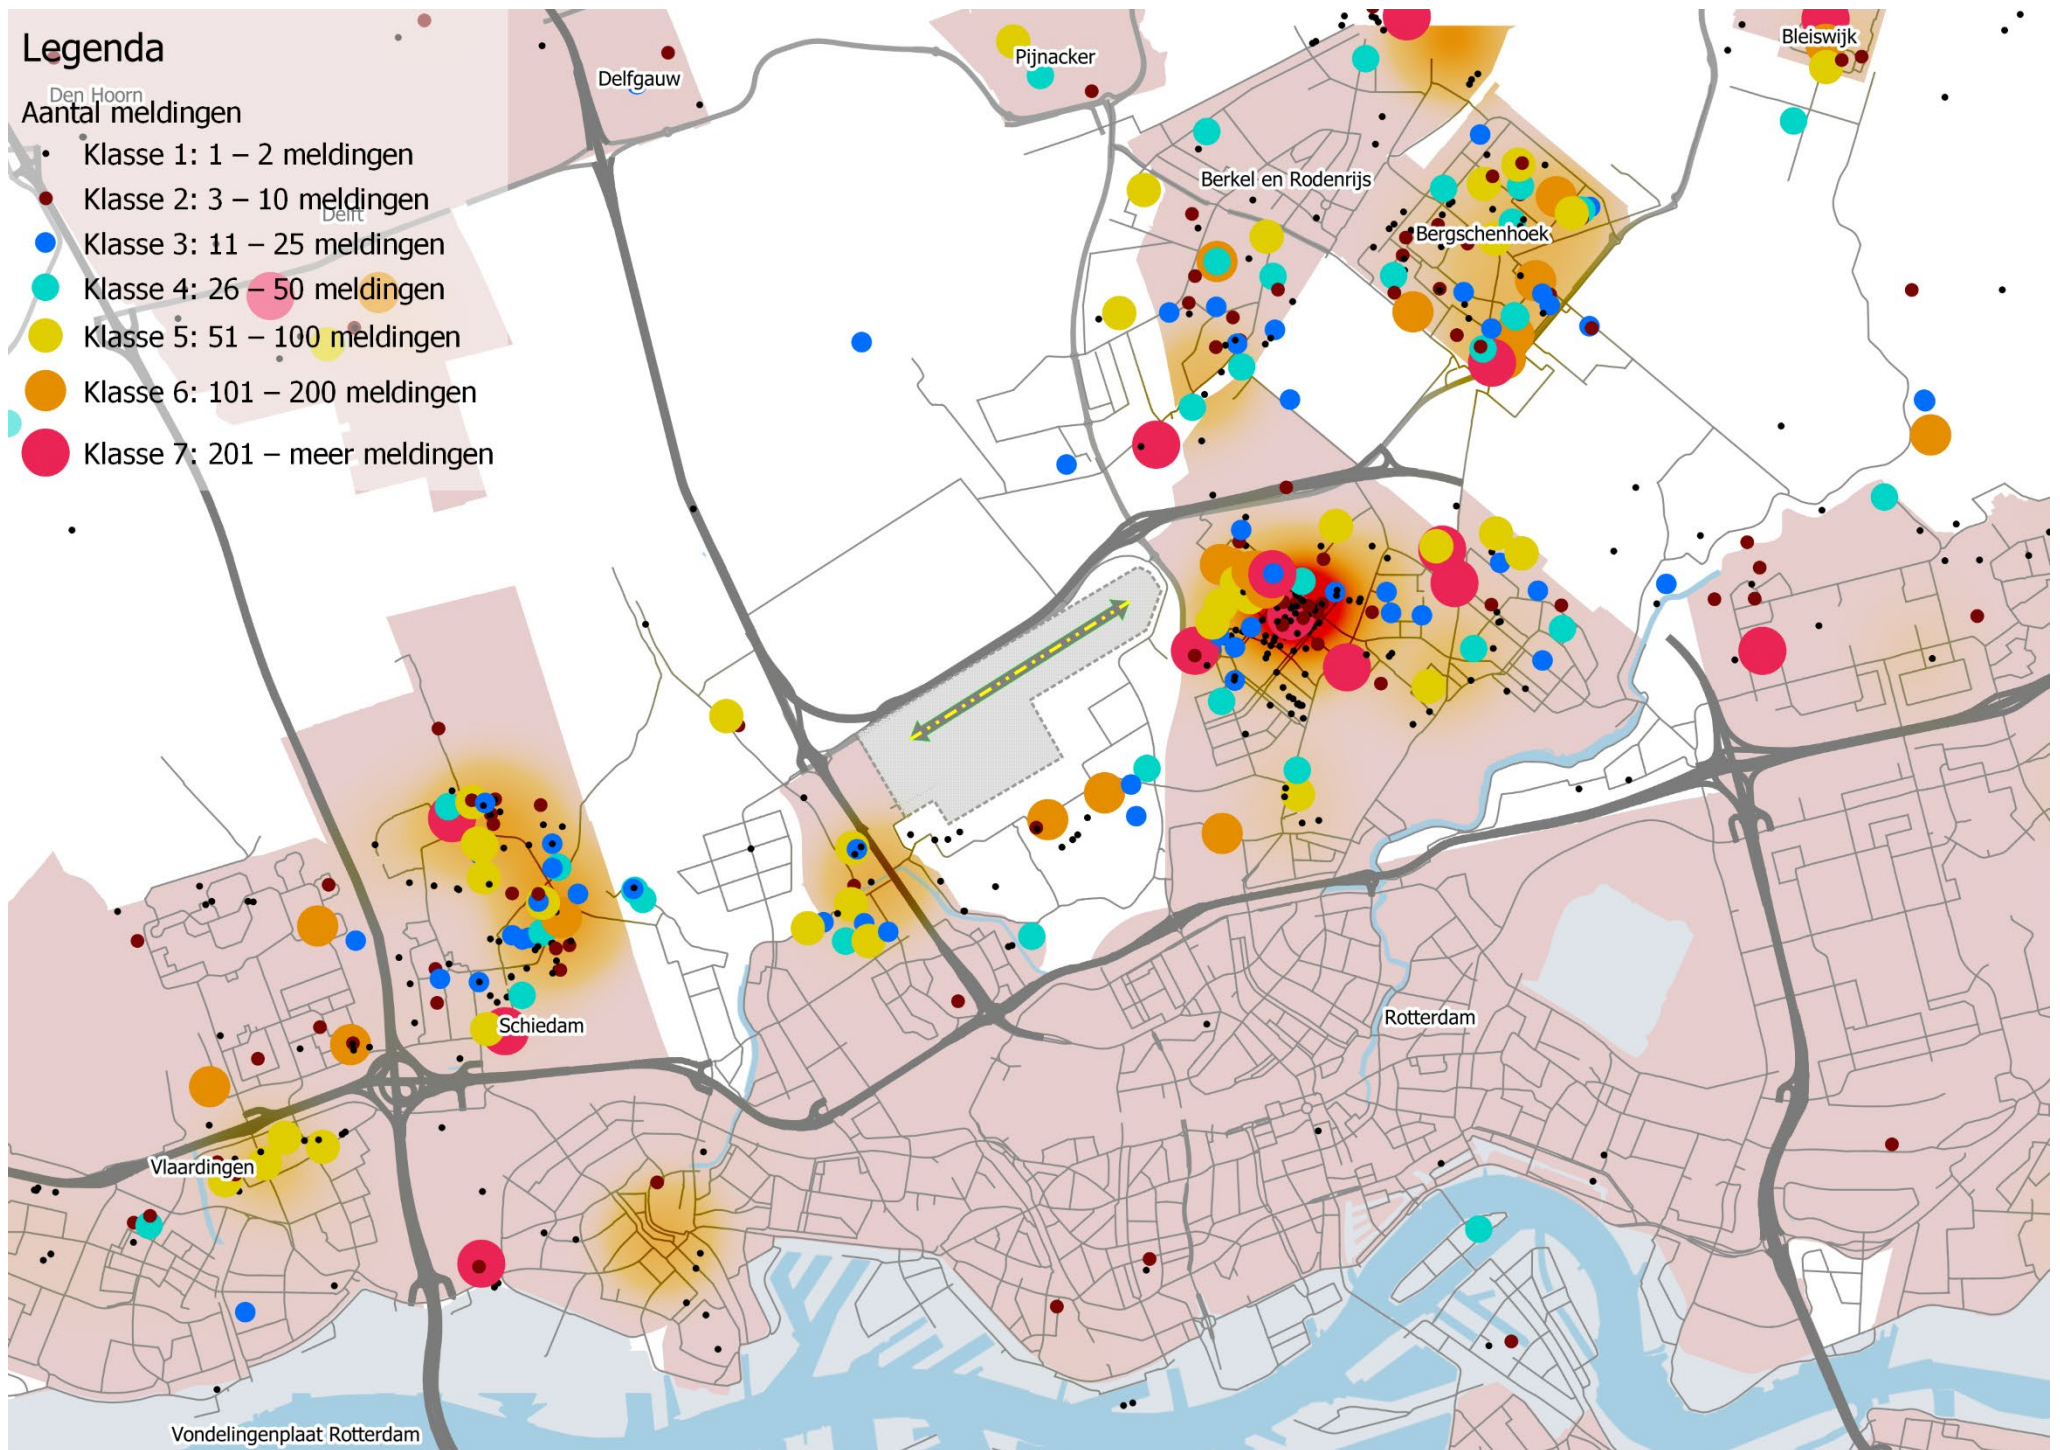 Legenda
Den Hoorn
Aantal meldingen
Klasse 1: 1 – 2 meldingen
Klasse 2: 3 – 10 meldingen
Delft
Klasse 3: 11 – 25 meldingen
Klasse 4: 26 – 50 meldingen
Klasse 5: 51 – 100 meldingen
Klasse 6: 101 – 200 meldingen
Klasse 7: 201 – meer meldingen
Delfgauw
Pijnacker
Bleiswijk
Berkel en Rodenrijs
Bergschenhoek
Schiedam
Rotterdam
Vlaardingen
Vondelingenplaat Rotterdam